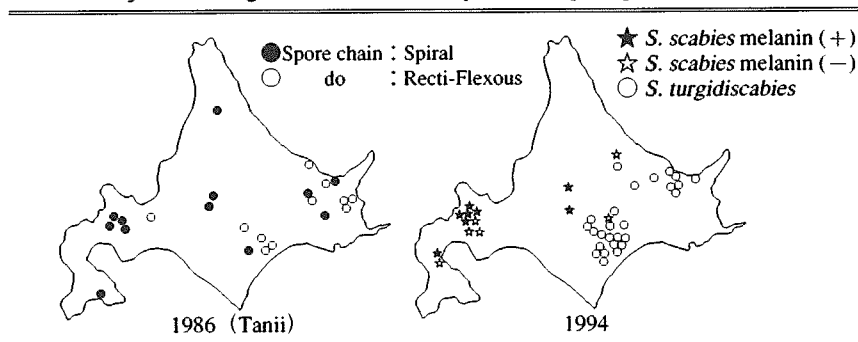 ●Spore chain : Spiral
○ do : Recti-Flexous
★ S. scabies melanin (+)
☆ S. scabies melanin (−)
○ S. turgidiscabies
1986 (Tanii)
1994